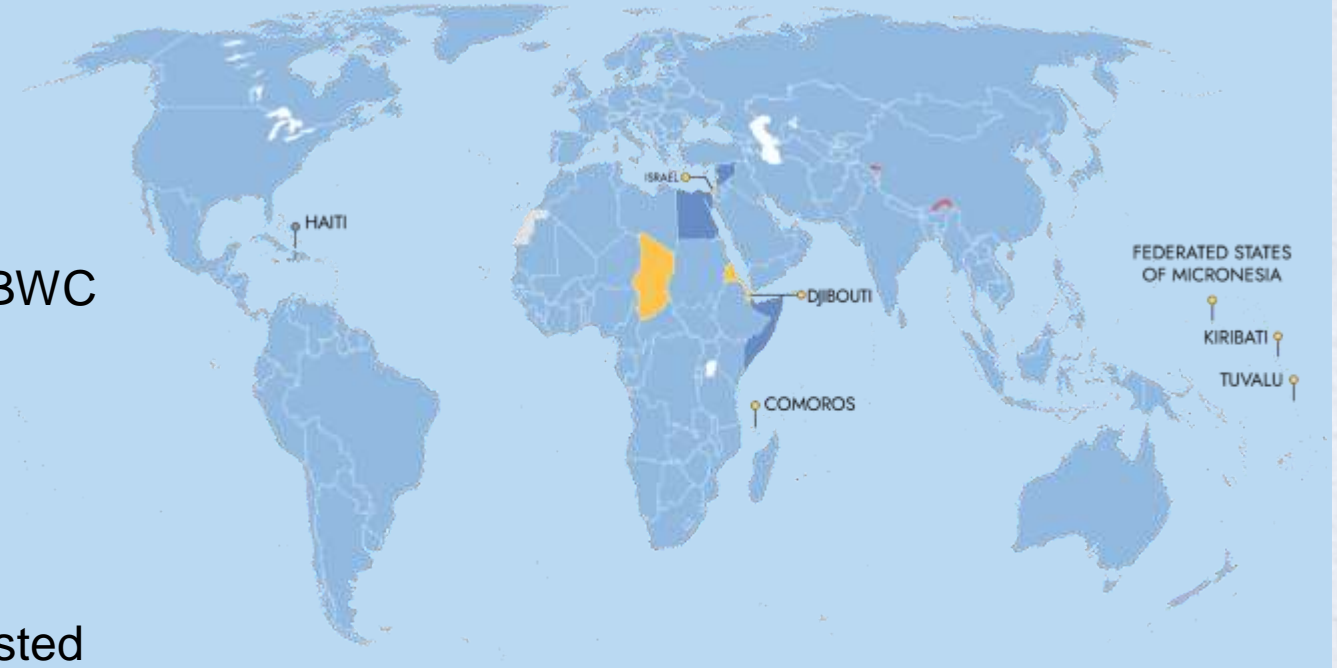 ISRAEL
HAITI
FEDERATED STATES
OF MICRONESIA
BWC
DJIBOUTI
KIRIBATI
TUVALU
COMOROS
sted